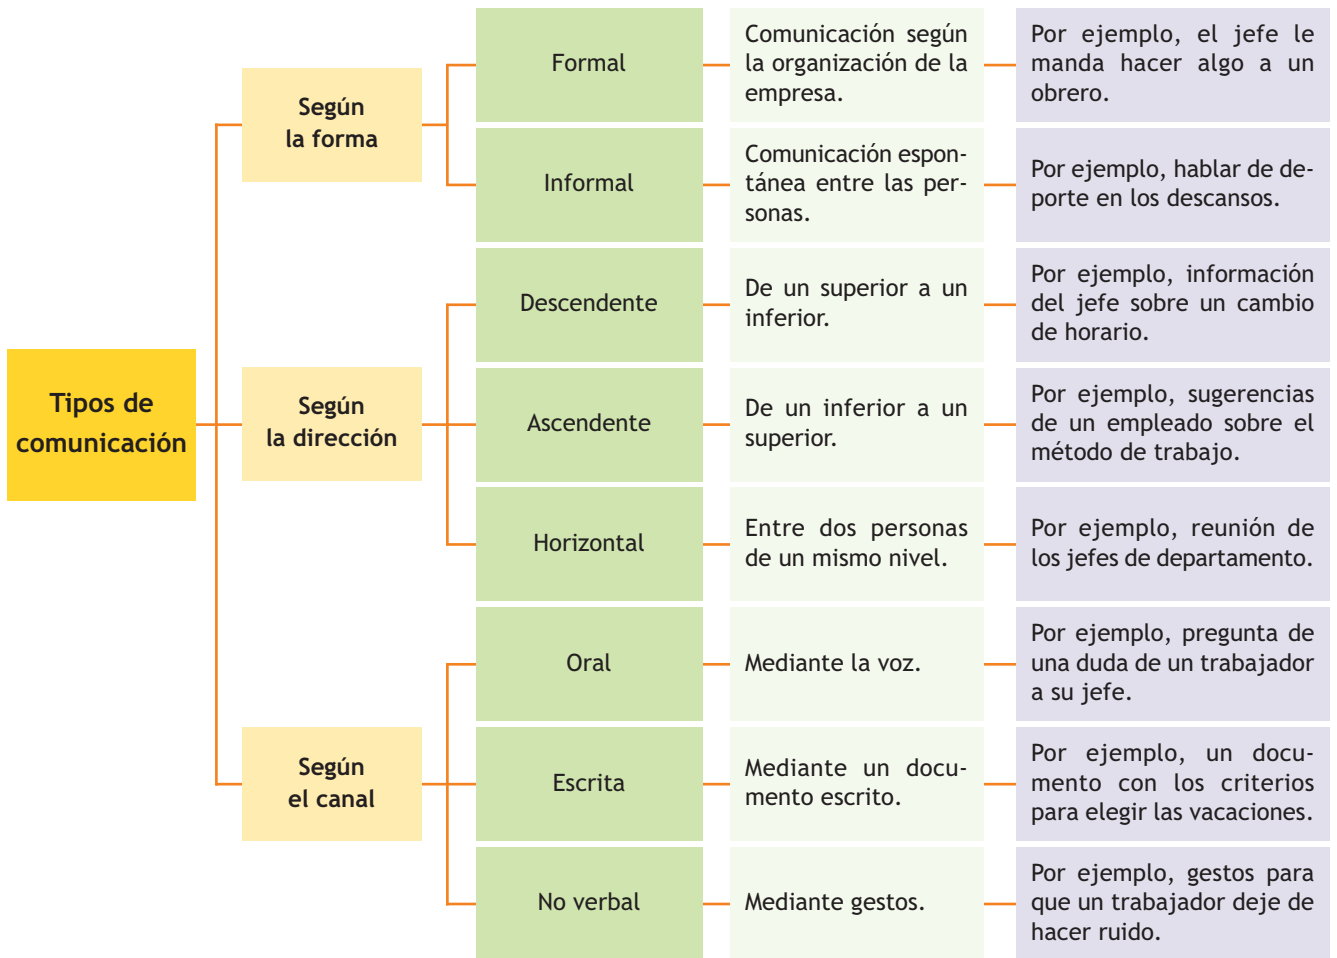 Tipos de
comunicación
Según
la forma
Formal
Comunicación según
la organización de la
empresa.
Por ejemplo, el jefe le
manda hacer algo a un
obrero.
Informal
Comunicación espon-
tánea entre las per-
sonas.
Por ejemplo, hablar de de-
porte en los descansos.
Según
la dirección
Descendente
De un superior a un
inferior.
Por ejemplo, información
del jefe sobre un cambio
de horario.
Ascendente
De un inferior a un
superior.
Por ejemplo, sugerencias
de un empleado sobre el
método de trabajo.
Horizontal
Entre dos personas
de un mismo nivel.
Por ejemplo, reunión de
los jefes de departamento.
Según
el canal
Oral
Mediante la voz.
Por ejemplo, pregunta de
una duda de un trabajador
a su jefe.
Escrita
Mediante un docu-
mento escrito.
Por ejemplo, un docu-
mento con los criterios
para elegir las vacaciones.
No verbal
Mediante gestos.
Por ejemplo, gestos para
que un trabajador deje de
hacer ruido.